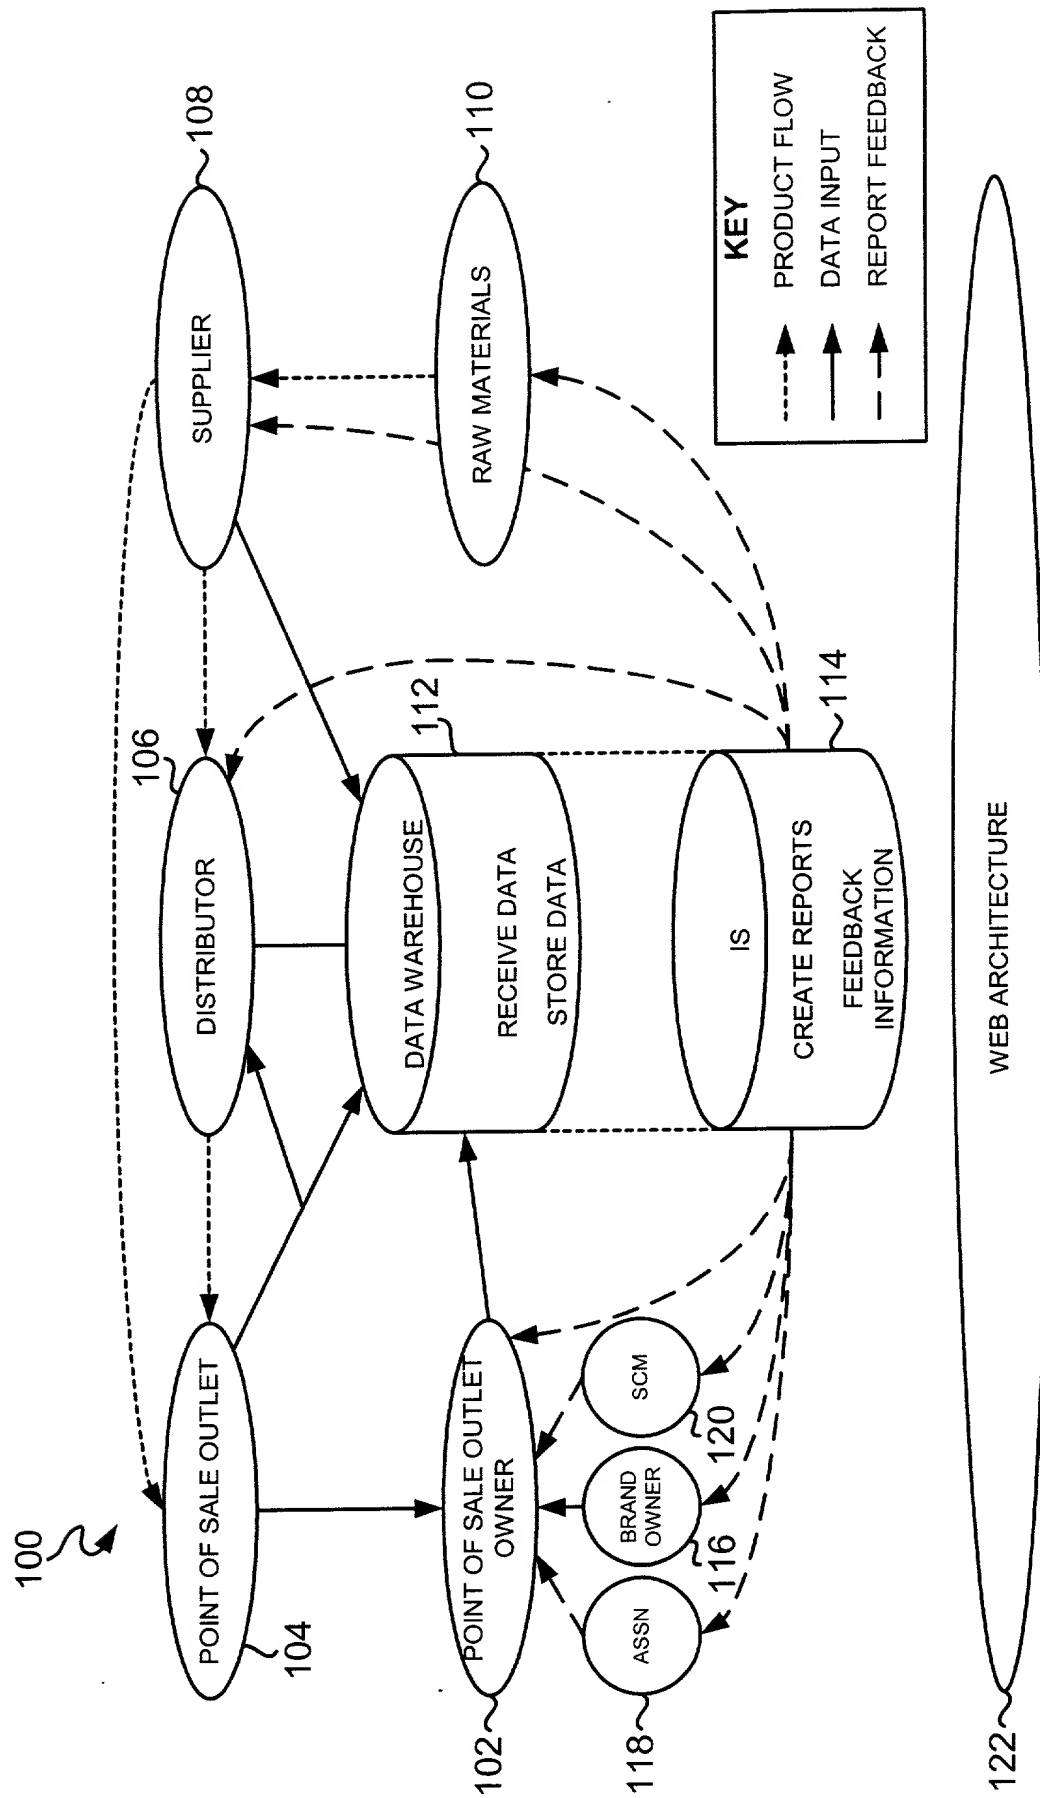 100
104
POINT OF SALE OUTLET
106
DISTRIBUTOR
108
SUPPLIER
102
POINT OF SALE OUTLET
OWNER
112
DATA WAREHOUSE
RECEIVE DATA
STORE DATA
110
RAW MATERIALS
118
ASSN
116
BRAND
OWNER
120
SCM
114
IS
CREATE REPORTS
FEEDBACK
INFORMATION
KEY
PRODUCT FLOW
DATA INPUT
REPORT FEEDBACK
122
WEB ARCHITECTURE